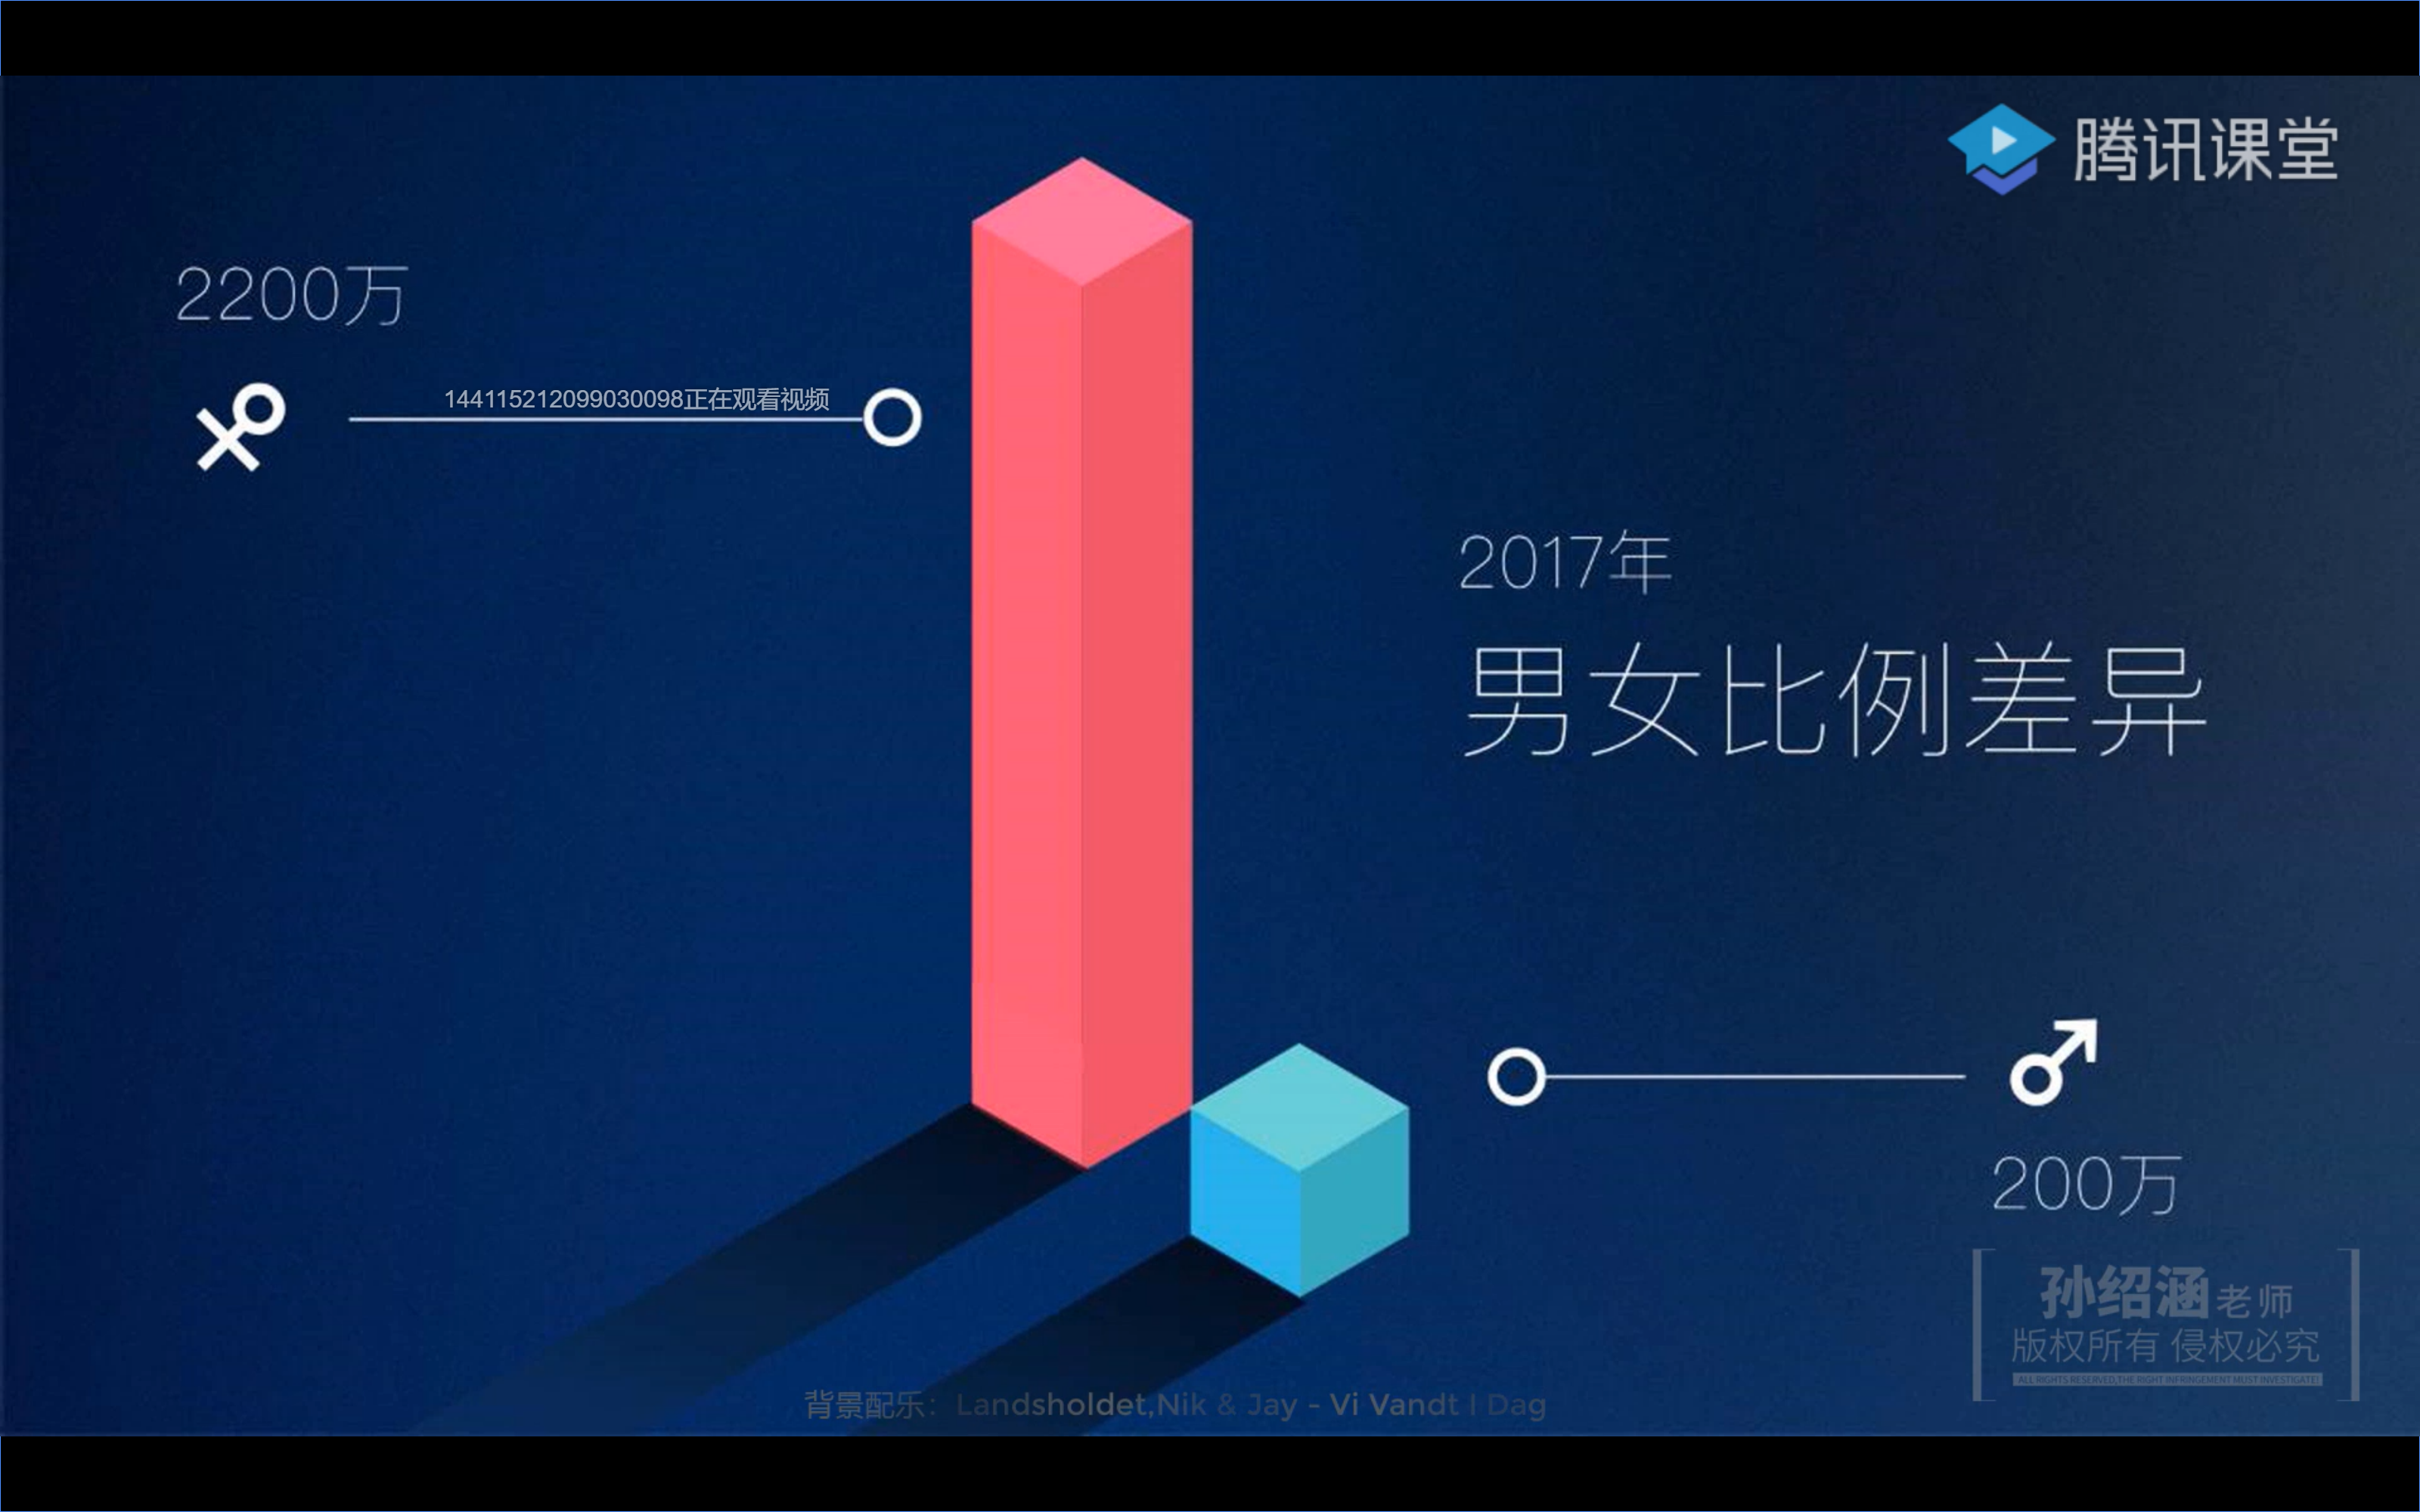 腾讯课堂
2200万
144115212099030098正在观看视频
2017年
男女比例差异
200万
孙绍涵老师
版权所有 侵权必究
ALL RIGHTS RESERVED,THE RIGHT INFRINGEMENT MUST INVESTIGATE!
背景配乐：Landsholdet,Nik & Jay - Vi Vandt I Dag